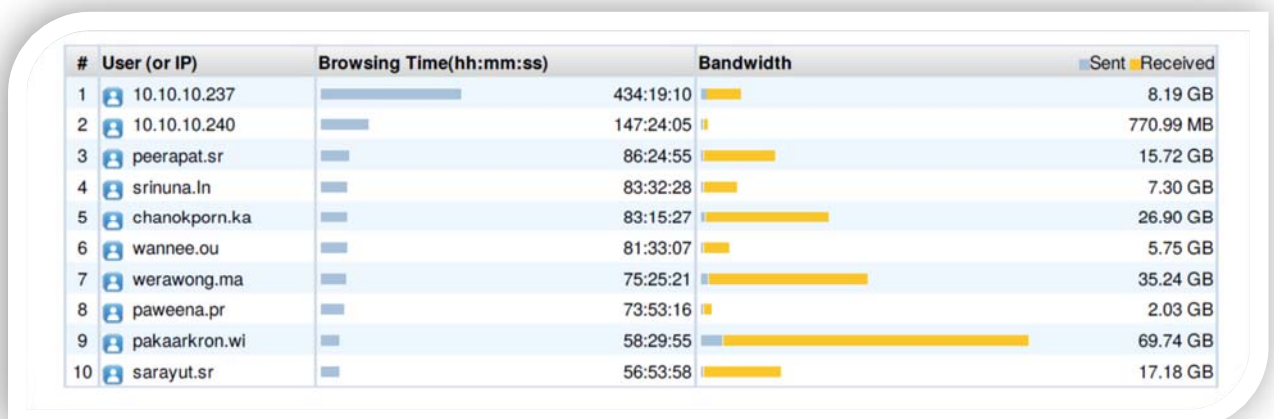 # User (or IP) Browsing Time(hh:mm:ss) Bandwidth Sent Received
1 10.10.10.237 434:19:10 8.19 GB
2 10.10.10.240 147:24:05 770.99 MB
3 peerapat.sr 86:24:55 15.72 GB
4 srinuna.ln 83:32:28 7.30 GB
5 chanokporn.ka 83:15:27 26.90 GB
6 wannee.ou 81:33:07 5.75 GB
7 werawong.ma 75:25:21 35.24 GB
8 paweena.pr 73:53:16 2.03 GB
9 pakaarkron.wi 58:29:55 69.74 GB
10 sarayut.sr 56:53:58 17.18 GB